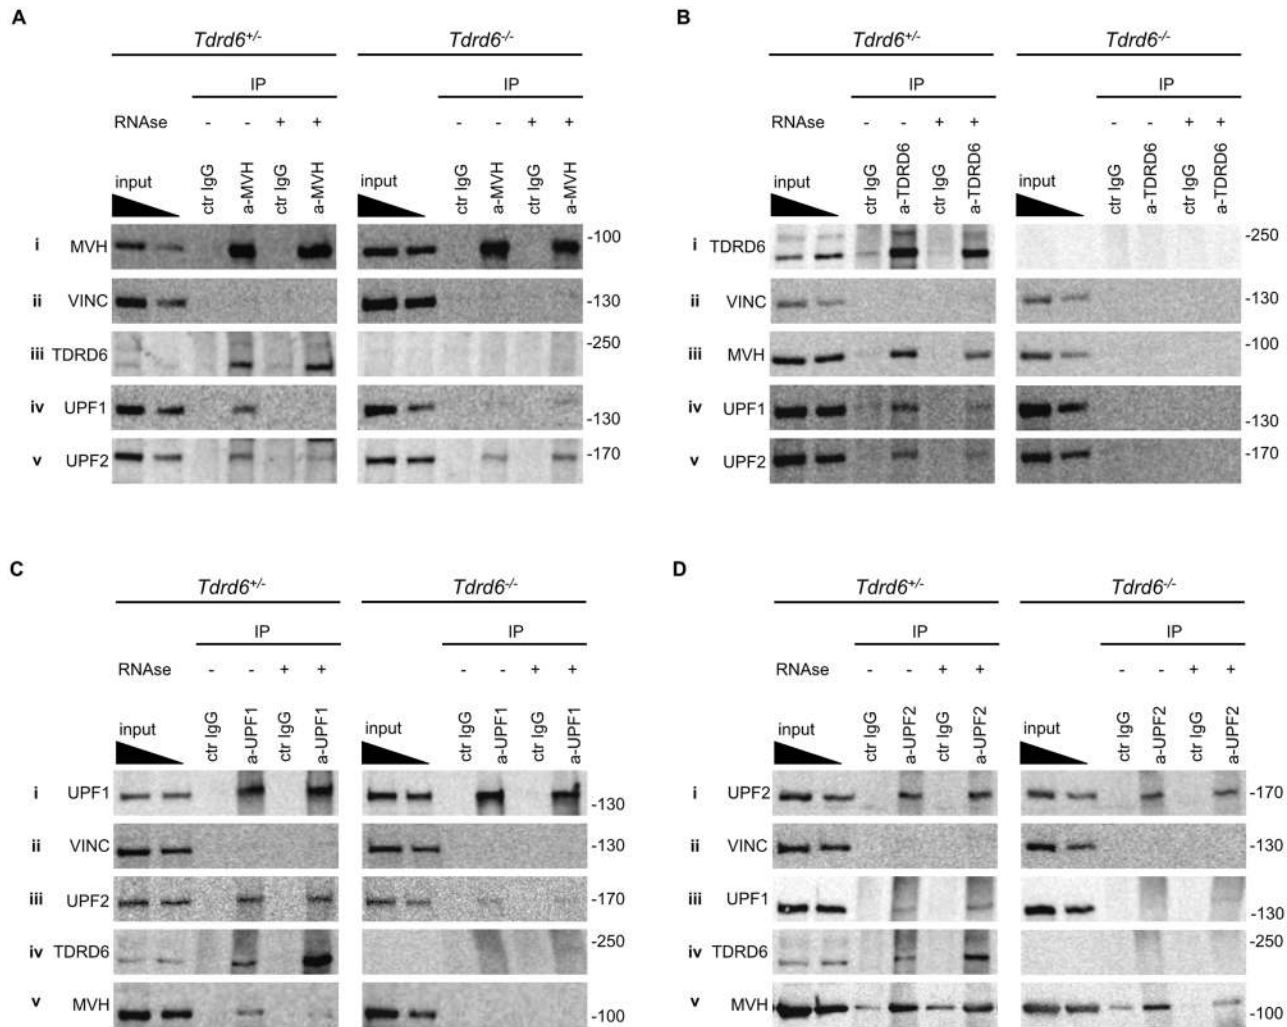 A
Tdrd6+/- Tdrd6-/-
IP IP
RNAse - - + + - - + +
input ctr IgG a-MVH ctr IgG a-MVH input ctr IgG a-MVH ctr IgG a-MVH
i MVH -100
ii VINC -130
iii TDRD6 -250
iv UPF1 -130
v UPF2 -170
B
Tdrd6+/- Tdrd6-/-
IP IP
RNAse - - + + - - + +
input ctr IgG a-TDRD6 ctr IgG a-TDRD6 input ctr IgG a-TDRD6 ctr IgG a-TDRD6
i TDRD6 -250
ii VINC -130
iii MVH -100
iv UPF1 -130
v UPF2 -170
C
Tdrd6+/- Tdrd6-/-
IP IP
RNAse - - + + - - + +
input ctr IgG a-UPF1 ctr IgG a-UPF1 input ctr IgG a-UPF1 ctr IgG a-UPF1
i UPF1 -130
ii VINC -130
iii UPF2 -170
iv TDRD6 -250
v MVH -100
D
Tdrd6+/- Tdrd6-/-
IP IP
RNAse - - + + - - + +
input ctr IgG a-UPF2 ctr IgG a-UPF2 input ctr IgG a-UPF2 ctr IgG a-UPF2
i UPF2 -170
ii VINC -130
iii UPF1 -130
iv TDRD6 -250
v MVH -100